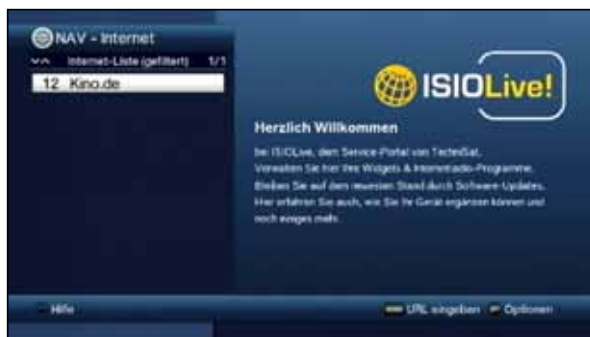 NAV - Internet
Internet-Liste (gefiltert) 1/1
12 Kino.de
ISIOLive!
Herzlich Willkommen
bei ISIOLive, dem Service-Portal von TechniSat.
Verwalten Sie hier Ihre Widgets & Internetradio-Programme.
Bleiben Sie auf dem neuesten Stand durch Software-Updates.
Hier erfahren Sie auch, wie Sie Ihr Gerät ergänzen können und
noch einiges mehr.
Hilfe
URL eingeben
Optionen